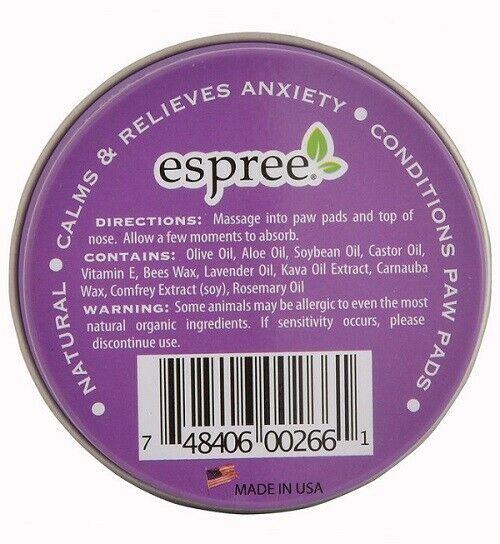 NATURAL • CALMS & RELIEVES ANXIETY • CONDITIONS PAW PADS •
espree®
DIRECTIONS: Massage into paw pads and top of
nose. Allow a few moments to absorb.
CONTAINS: Olive Oil, Aloe Oil, Soybean Oil, Castor Oil,
Vitamin E, Bees Wax, Lavender Oil, Kava Oil Extract, Carnauba
Wax, Comfrey Extract (soy), Rosemary Oil
WARNING: Some animals may be allergic to even the most
natural organic ingredients. If sensitivity occurs, please
discontinue use.
7 48406 00266 1
MADE IN USA